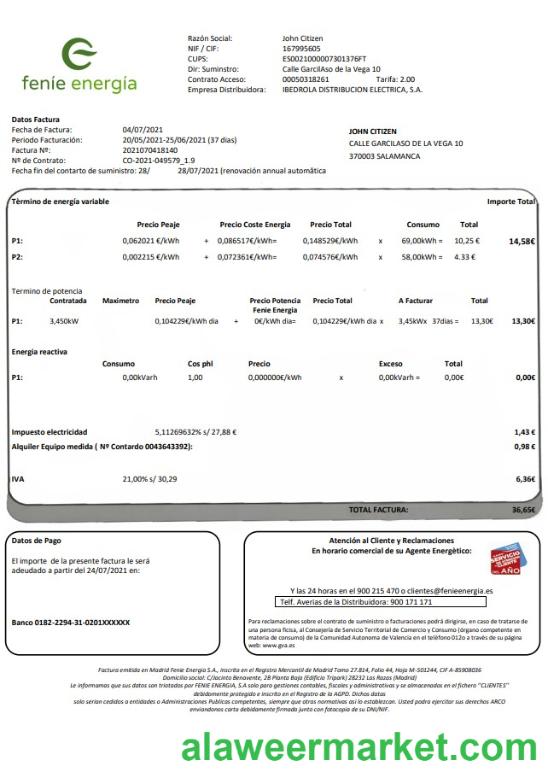 fenie energía
Razón Social: John Citizen
NIF / CIF: 167995605
CUPS: ES0021000007301376FT
Dir: Suminstro: Calle GarcilAso de la Vega 10
Contrato Acceso: 00050318261 Tarifa: 2.00
Empresa Distribuidora: IBEDROLA DISTRIBUCION ELECTRICA, S.A.
Datos Factura
Fecha de Factura: 04/07/2021
Periodo Facturación: 20/05/2021-25/06/2021 (37 dias)
Factura Nº: 2021070418140
Nº de Contrato: CO-2021-049579_1.9
Fecha fin del contarto de suministro: 28/ 28/07/2021 (renovación annual automãtica
JOHN CITIZEN
CALLE GARCILASO DE LA VEGA 10
370003 SALAMANCA
Tèrmino de energía variable Importe Total
Precio Peaje Precio Coste Energia Precio Total Consumo Total
P1: 0,062021 €/kWh + 0,086517€/kWh= 0,148529€/kWh x 69,00kWh = 10,25 € 14,58€
P2: 0,002215 €/kWh + 0,072361€/kWh= 0,074576€/kWh x 58,00kWh = 4.33 €
Termino de potencia
Contratada Maximetro Precio Peaje Precio Potencia Fenie Energia Precio Total A Facturar Total
P1: 3,450kW 0,104229€/kWh dia + 0€/kWh dia= 0,104229€/kWh dia x 3,45kWx 37dias = 13,30€ 13,30€
Energia reactiva
Consumo Cos phl Precio Exceso Total
P1: 0,00kVarh 1,00 0,000000€/kWh x 0,00kVarh = 0,00€ 0,00€
Impuesto electricidad 5,11269632% s/ 27,88 € 1,43 €
Alquiler Equipo medida ( Nº Contardo 0043643392): 0,98 €
IVA 21,00% s/ 30,29 6,36€
TOTAL FACTURA: 36,65€
Datos de Pago
El importe de la presente factura le será
adeudado a partir del 24/07/2021 en:
Banco 0182-2294-31-0201XXXXXX
Atención al Cliente y Reclamaciones
En horario comercial de su Agente Energètico:
SERVICIO
DEL AÑO
Y las 24 horas en el 900 215 470 o clientes@fenieenergia.es
Telf. Averias de la Distribuidora: 900 171 171
Para reclamaciones sobre el contrato de suministro o facturaciones podrá dirigirse, en caso de tratarse de
una persona ficisa, al Consejería de Servicio Territorial de Comercio y Consumo (órgano competente en
materia de consumo) de la Comunidad Autonoma de Valencia en el teléfono 012o a través de su página
web: www.gva.es
Factura emitida en Madrid Fenie Energia S.A., inscrita en el Registro Mercantil de Madrid Tomo 27.814, Folio 44, Hoja M-501244, CIF A-85908036
Domicilio social: C/Jacinto Benavente, 2B Planta Baja (Edificio Tripark) 28232 Las Rozas (Madrid)
Le informamos que sus datos son tratados por FENIE ENERGIA, S.A solo para gestiones contables, fiscales y administrativas y se almacenados en el fichero "CLIENTES"
debidamente protegido e inscrito en el Registro de la AGPD. Dichos datos
solo serian cedidos a entidades o Administraciones Publicas competentes, siempre que otras normativas asi lo establezcan. Usted podra ejercitar sus derechos ARCO
enviandonos carta debidamente firmada junto con fotocopia de su DNI/NIF.
alaweermarket.com